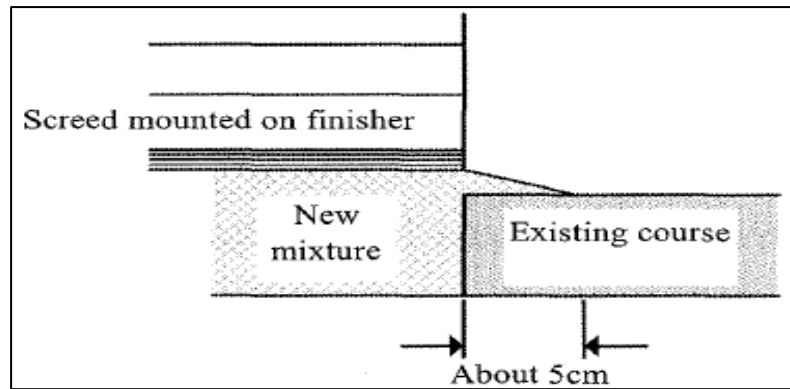 Screed mounted on finisher
New
mixture
Existing course
About 5cm